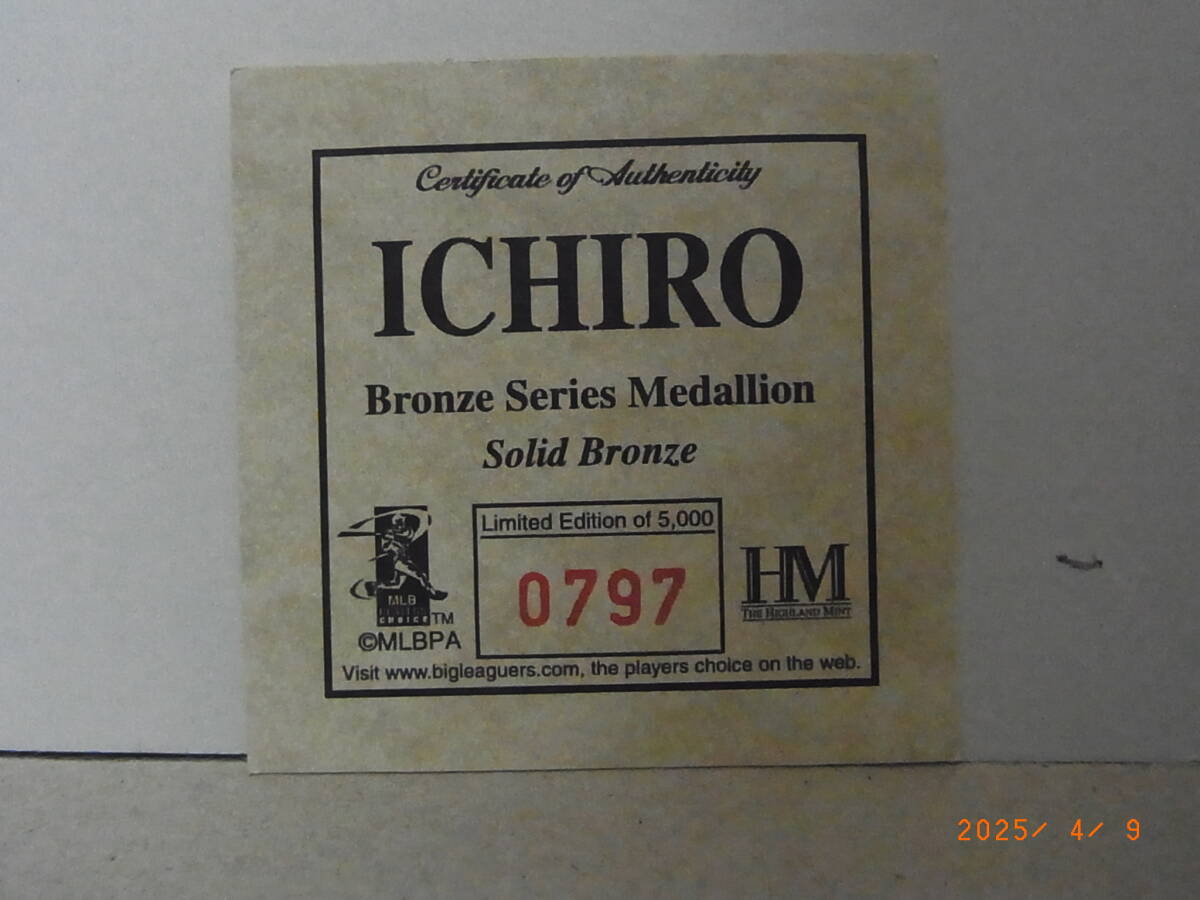 Certificate of Authenticity
ICHIRO
Bronze Series Medallion
Solid Bronze
Limited Edition of 5,000
0797
MLB
CHOICE TM
©MLBPA
HM
THE HIGHLAND MINT
Visit www.bigleaguers.com, the players choice on the web.
2025/ 4/ 9